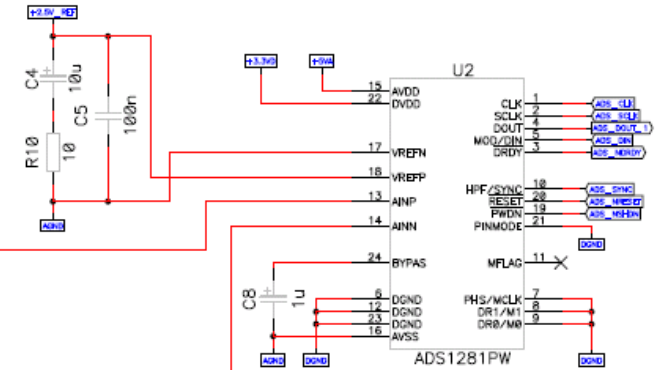 +2.5V_REF
C4
10u
C5
100n
R10
10
AGND
+3.3VD
+5VA
U2
15 AVDD
22 DVDD
17 VREFN
18 VREFP
13 AINP
14 AINN
24 BYPAS
6 DGND
12 DGND
23 DGND
16 AVSS
CLK 1 ADS_CLK
SCLK 2 ADS_SCLK
DOUT 4 ADS_DOUT_1
MOD/DIN 5 ADS_DIN
DRDY 3 ADS_NDRDY
HPF/SYNC 10 ADS_SYNC
RESET 20 ADS_NRESET
PWDN 19 ADS_NSHDN
PINMODE 21
DGND
MFLAG 11
PHS/MCLK 7
DR1/M1 8
DR0/M0 9
C8
1u
AGND
DGND
ADS1281PW
DGND